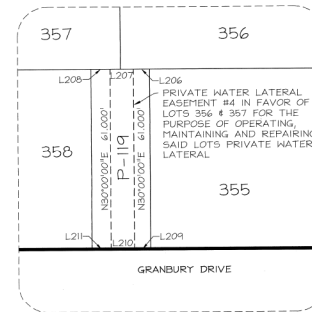 357
356
L208
L207
L206
PRIVATE WATER LATERAL
EASEMENT #4 IN FAVOR OF
LOTS 356 & 357 FOR THE
PURPOSE OF OPERATING,
MAINTAINING AND REPAIRING
SAID LOTS PRIVATE WATER
LATERAL
358
N30°00'00"E 61.000'
P-119
N30°00'00"E 61.000'
355
L211
L210
L209
GRANBURY DRIVE